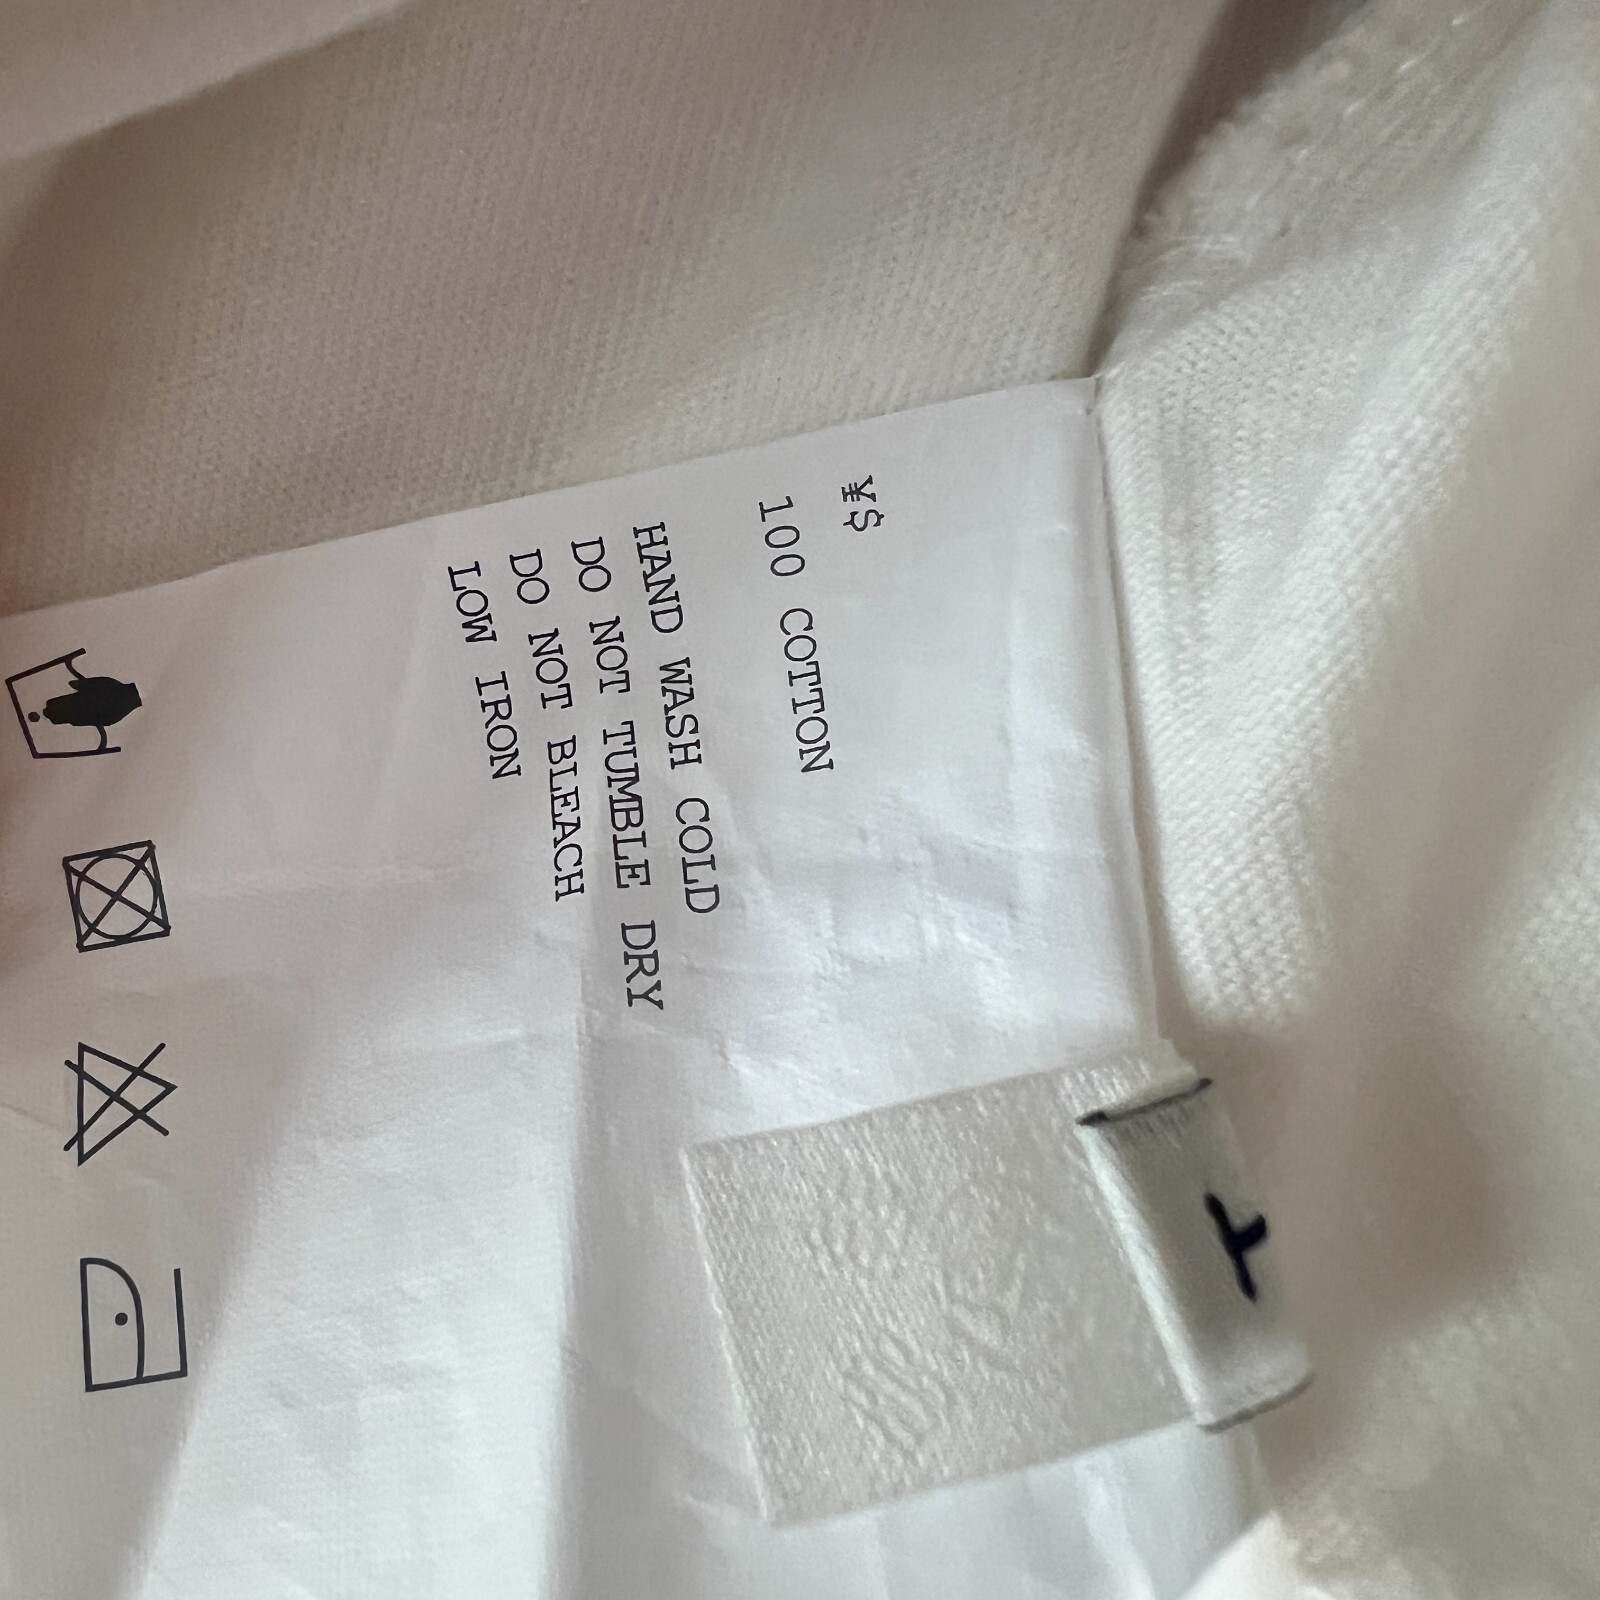 ¥$
100 COTTON
HAND WASH COLD
DO NOT TUMBLE DRY
DO NOT BLEACH
LOW IRON